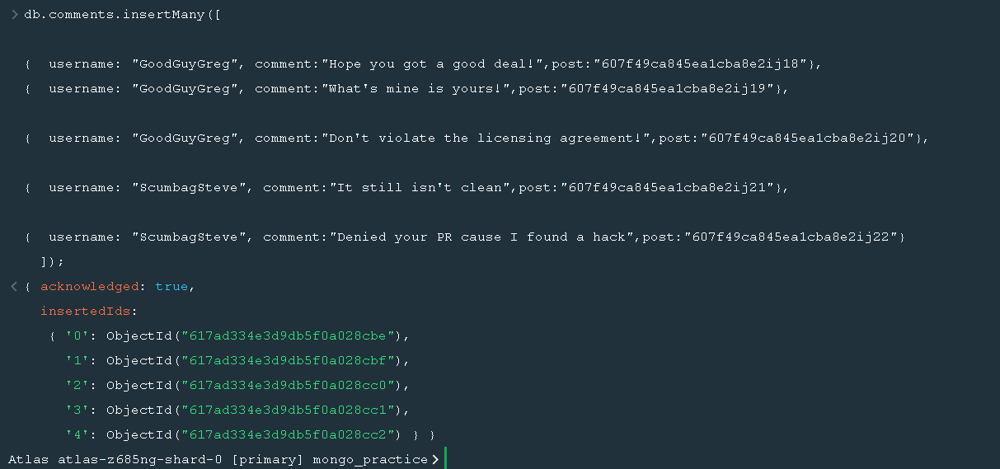 > db.comments.insertMany([
{  username: "GoodGuyGreg", comment:"Hope you got a good deal!",post:"607f49ca845ea1cba8e2ij18"},
{  username: "GoodGuyGreg", comment:"What's mine is yours!",post:"607f49ca845ea1cba8e2ij19"},
{  username: "GoodGuyGreg", comment:"Don't violate the licensing agreement!",post:"607f49ca845ea1cba8e2ij20"},
{  username: "ScumbagSteve", comment:"It still isn't clean",post:"607f49ca845ea1cba8e2ij21"},
{  username: "ScumbagSteve", comment:"Denied your PR cause I found a hack",post:"607f49ca845ea1cba8e2ij22"}
]);
< { acknowledged: true,
insertedIds:
{ '0': ObjectId("617ad334e3d9db5f0a028cbe"),
'1': ObjectId("617ad334e3d9db5f0a028cbf"),
'2': ObjectId("617ad334e3d9db5f0a028cc0"),
'3': ObjectId("617ad334e3d9db5f0a028cc1"),
'4': ObjectId("617ad334e3d9db5f0a028cc2") } }
Atlas atlas-z685ng-shard-0 [primary] mongo_practice>